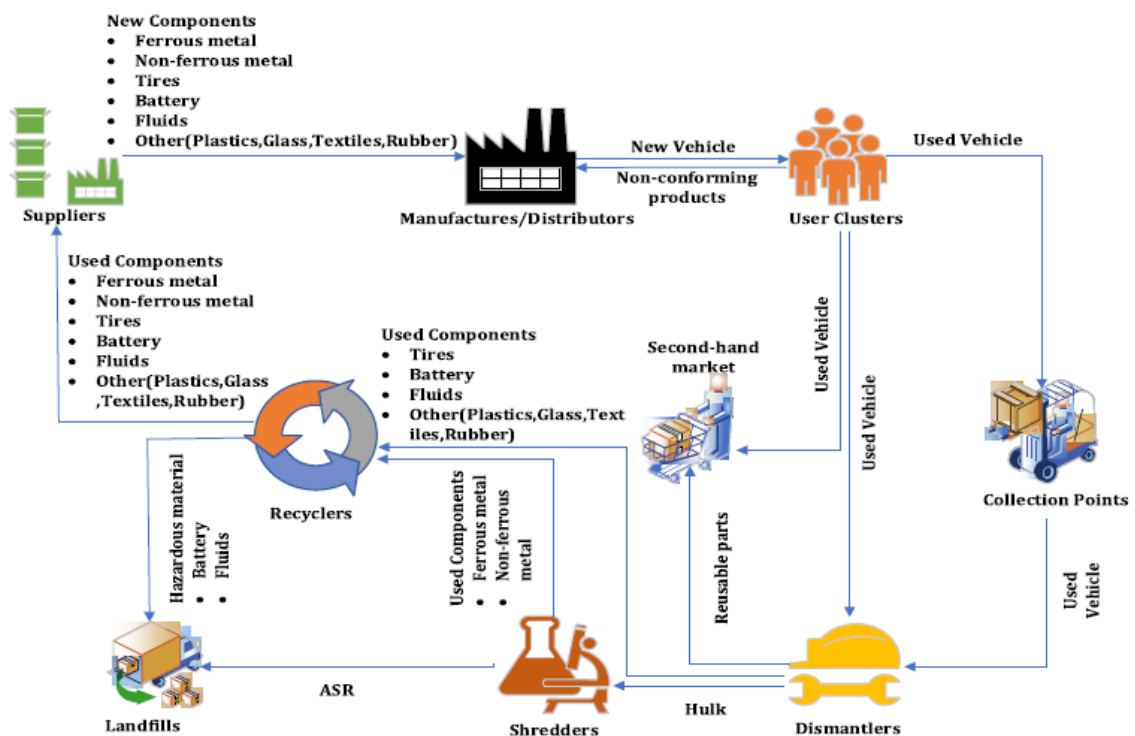 New Components
• Ferrous metal
• Non-ferrous metal
• Tires
• Battery
• Fluids
• Other(Plastics,Glass,Textiles,Rubber)
Suppliers
Manufactures/Distributors
New Vehicle
Non-conforming
products
User Clusters
Used Vehicle
Used Components
• Ferrous metal
• Non-ferrous metal
• Tires
• Battery
• Fluids
• Other(Plastics,Glass
,Textiles,Rubber)
Used Components
• Tires
• Battery
• Fluids
• Other(Plastics,Glass,Text
iles,Rubber)
Second-hand
market
Used Vehicle
Used Vehicle
Collection Points
Recyclers
Hazardous material
• Battery
• Fluids
Used Components
• Ferrous metal
• Non-ferrous
metal
Reusable parts
Used
Vehicle
Landfills
ASR
Shredders
Hulk
Dismantlers